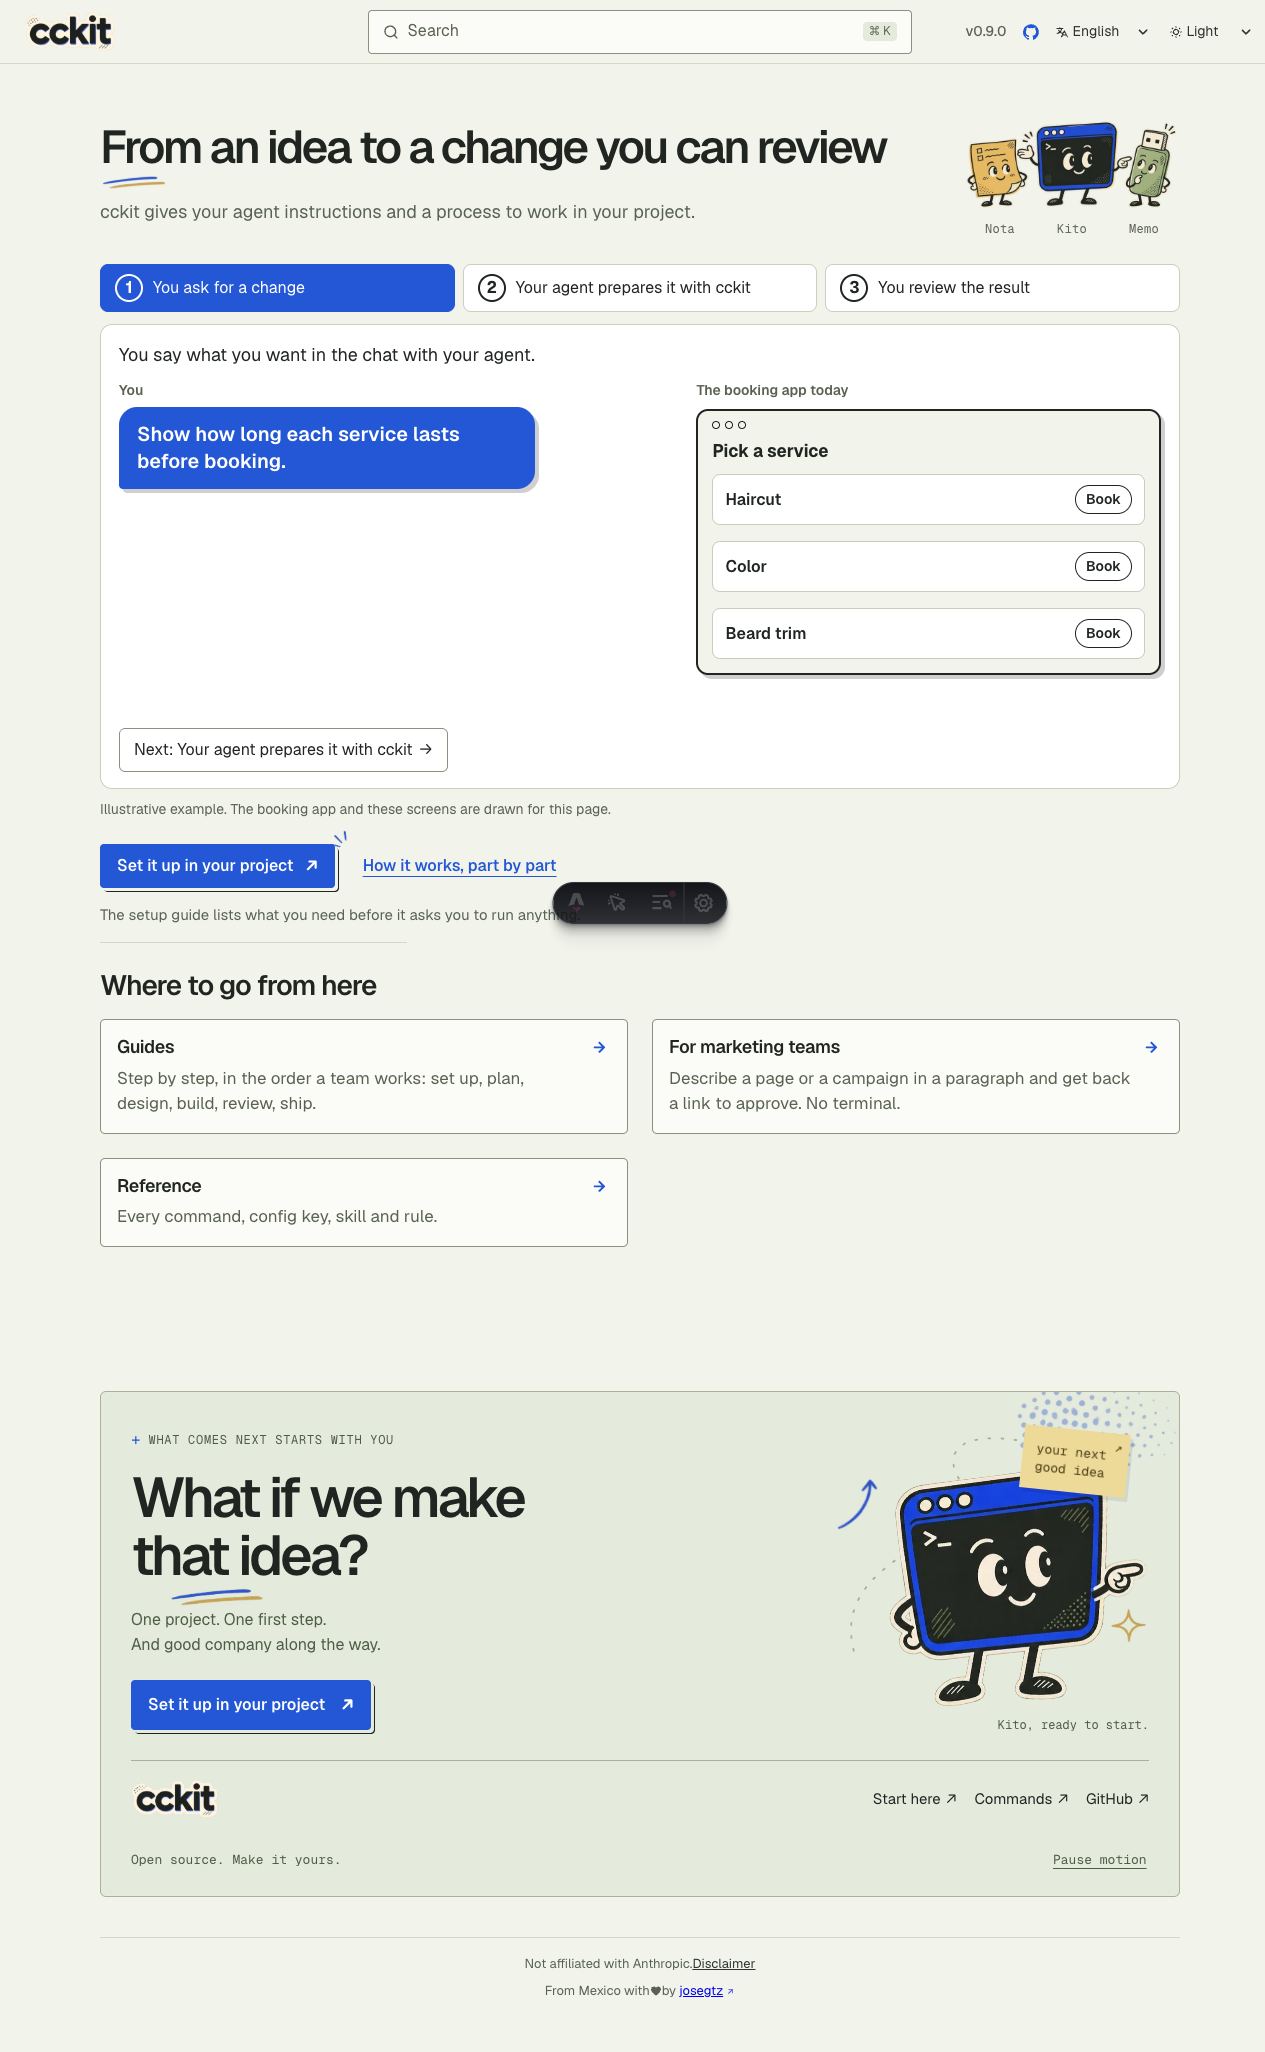 cckit
Search
⌘ K
v0.9.0
English
Light
From an idea to a change you can review
cckit gives your agent instructions and a process to work in your project.
>_
Nota
Kito
Memo
1 You ask for a change
2 Your agent prepares it with cckit
3 You review the result
You say what you want in the chat with your agent.
You
Show how long each service lasts
before booking.
The booking app today
Pick a service
Haircut
Book
Color
Book
Beard trim
Book
Next: Your agent prepares it with cckit →
Illustrative example. The booking app and these screens are drawn for this page.
Set it up in your project ↗
How it works, part by part
The setup guide lists what you need before it asks you to run anything.
Where to go from here
Guides →
Step by step, in the order a team works: set up, plan,
design, build, review, ship.
For marketing teams →
Describe a page or a campaign in a paragraph and get back
a link to approve. No terminal.
Reference →
Every command, config key, skill and rule.
+ WHAT COMES NEXT STARTS WITH YOU
What if we make
that idea?
One project. One first step.
And good company along the way.
Set it up in your project ↗
your next ↗
good idea
>_
Kito, ready to start.
cckit
Start here ↗
Commands ↗
GitHub ↗
Open source. Make it yours.
Pause motion
Not affiliated with Anthropic.Disclaimer
From Mexico with♥by josegtz ↗